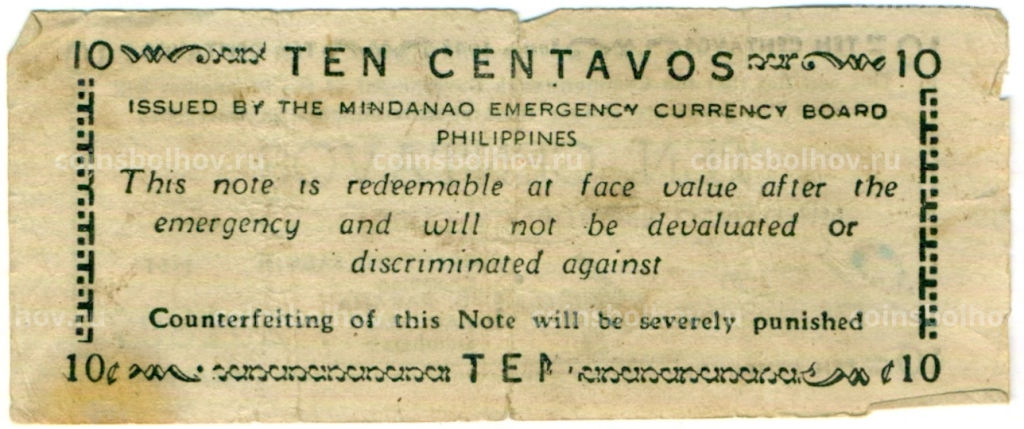 10 TEN CENTAVOS 10
ISSUED BY THE MINDANAO EMERGENCY CURRENCY BOARD
PHILIPPINES
coinsbolhov.ru coinsbolhov.ru coinsbolhov.ru
This note is redeemable at face value after the
emergency and will not be devaluated or
discriminated against
Counterfeiting of this Note will be severely punished
10¢ TEN ¢10